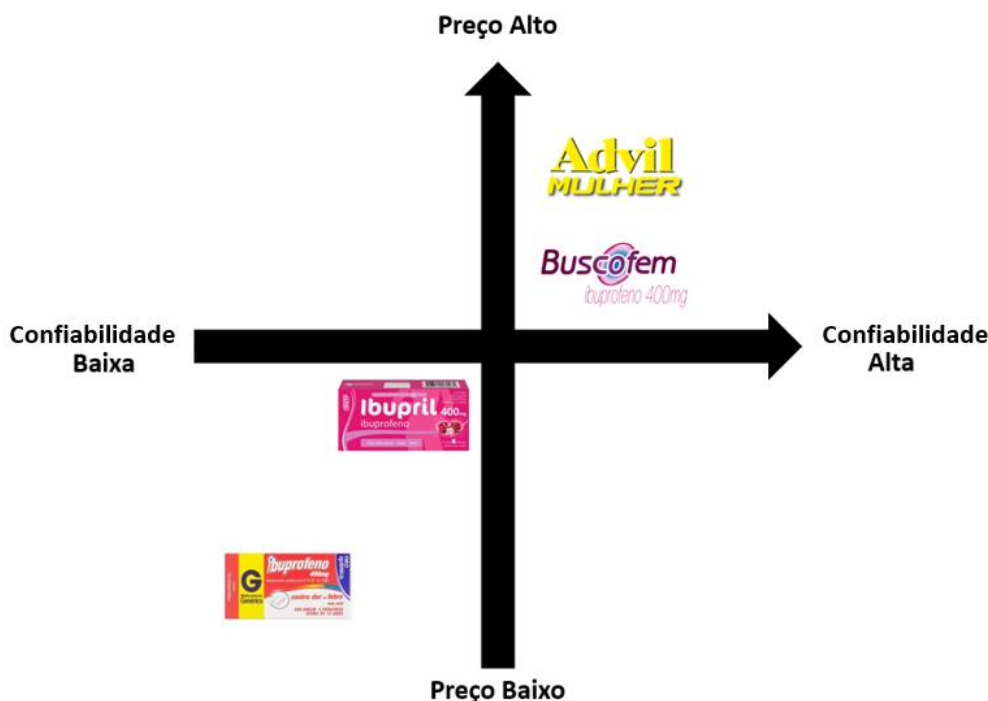 Preço Alto
Advil
MULHER
Buscofem
ibuprofeno 400mg
Confiabilidade
Baixa
Confiabilidade
Alta
Ibupril 400mg
ibuprofeno
Ibuprofeno
400mg
G
Medicamento
Genérico
contra dor e febre
Preço Baixo